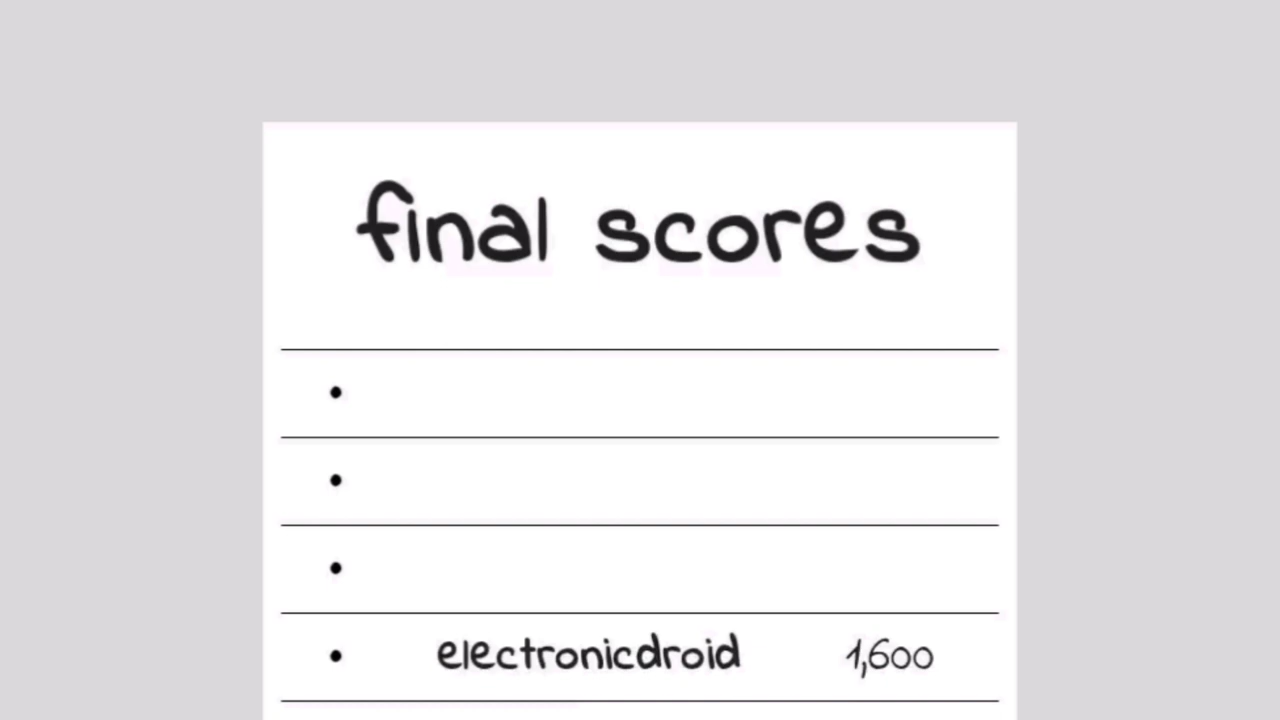 final scores
•
•
•
• electronicdroid 1,600